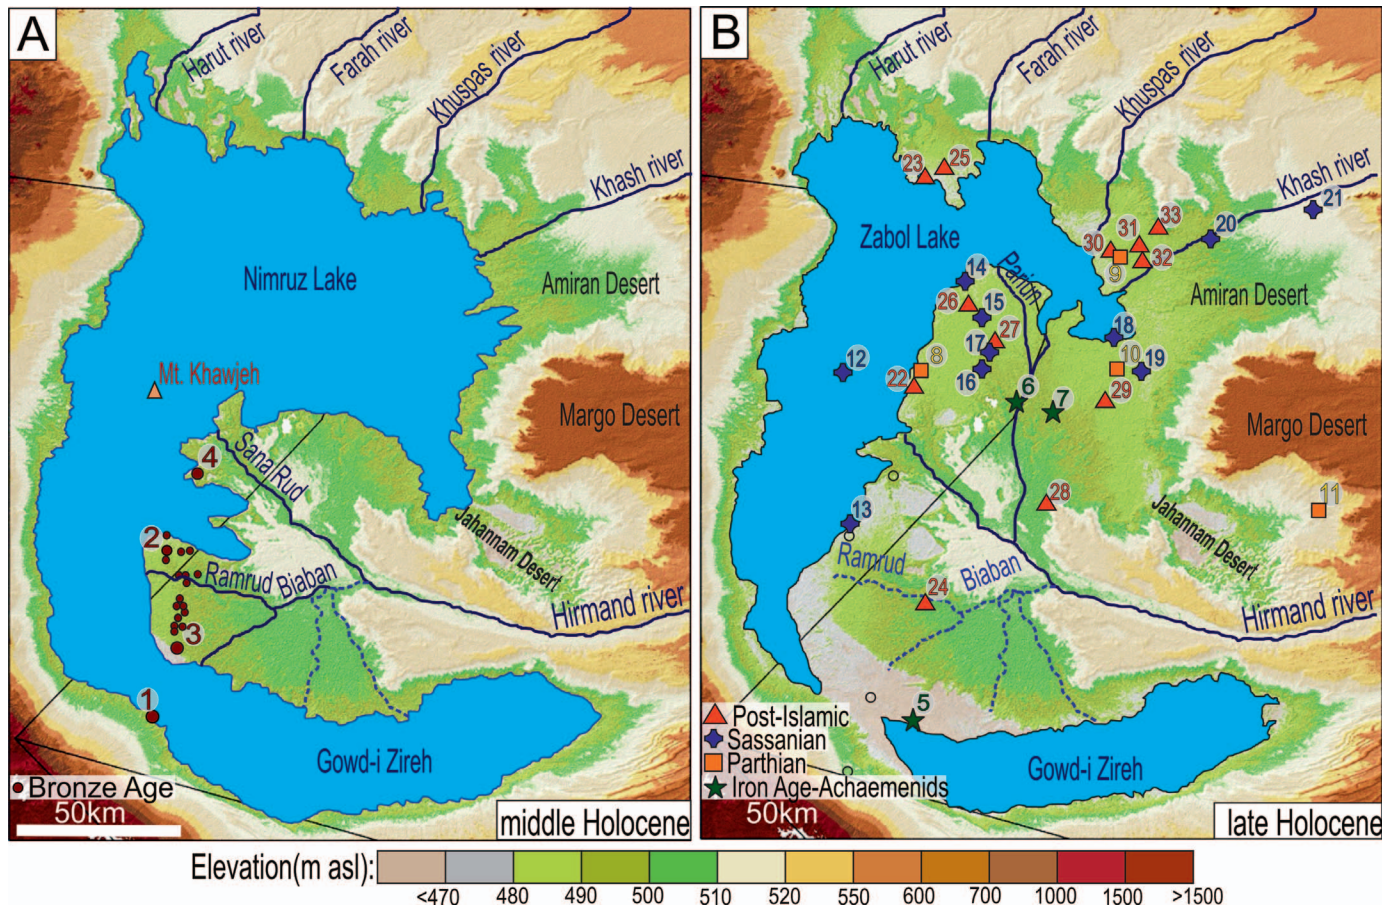 A
Harut river
Farah river
Khuspas river
Khash river
Nimruz Lake
Amiran Desert
Mt. Khawjeh
Margo Desert
SanaRud
4
2
Jahannam Desert
Ramrud Biaban
Hirmand river
3
1
Gowd-i Zireh
Bronze Age
50km
middle Holocene
B
Harut river
Farah river
Khuspas river
Khash river
23
25
21
33
20
31
30
32
9
Zabol Lake
Pariun
14
Amiran Desert
26
15
27
18
17
12
8
10
19
16
22
6
7
29
Margo Desert
28
11
13
Jahannam Desert
Ramrud
Biaban
24
Hirmand river
5
Gowd-i Zireh
Post-Islamic
Sassanian
Parthian
Iron Age-Achaemenids
50km
late Holocene
Elevation(m asl):
<470 480 490 500 510 520 550 600 700 1000 1500 >1500